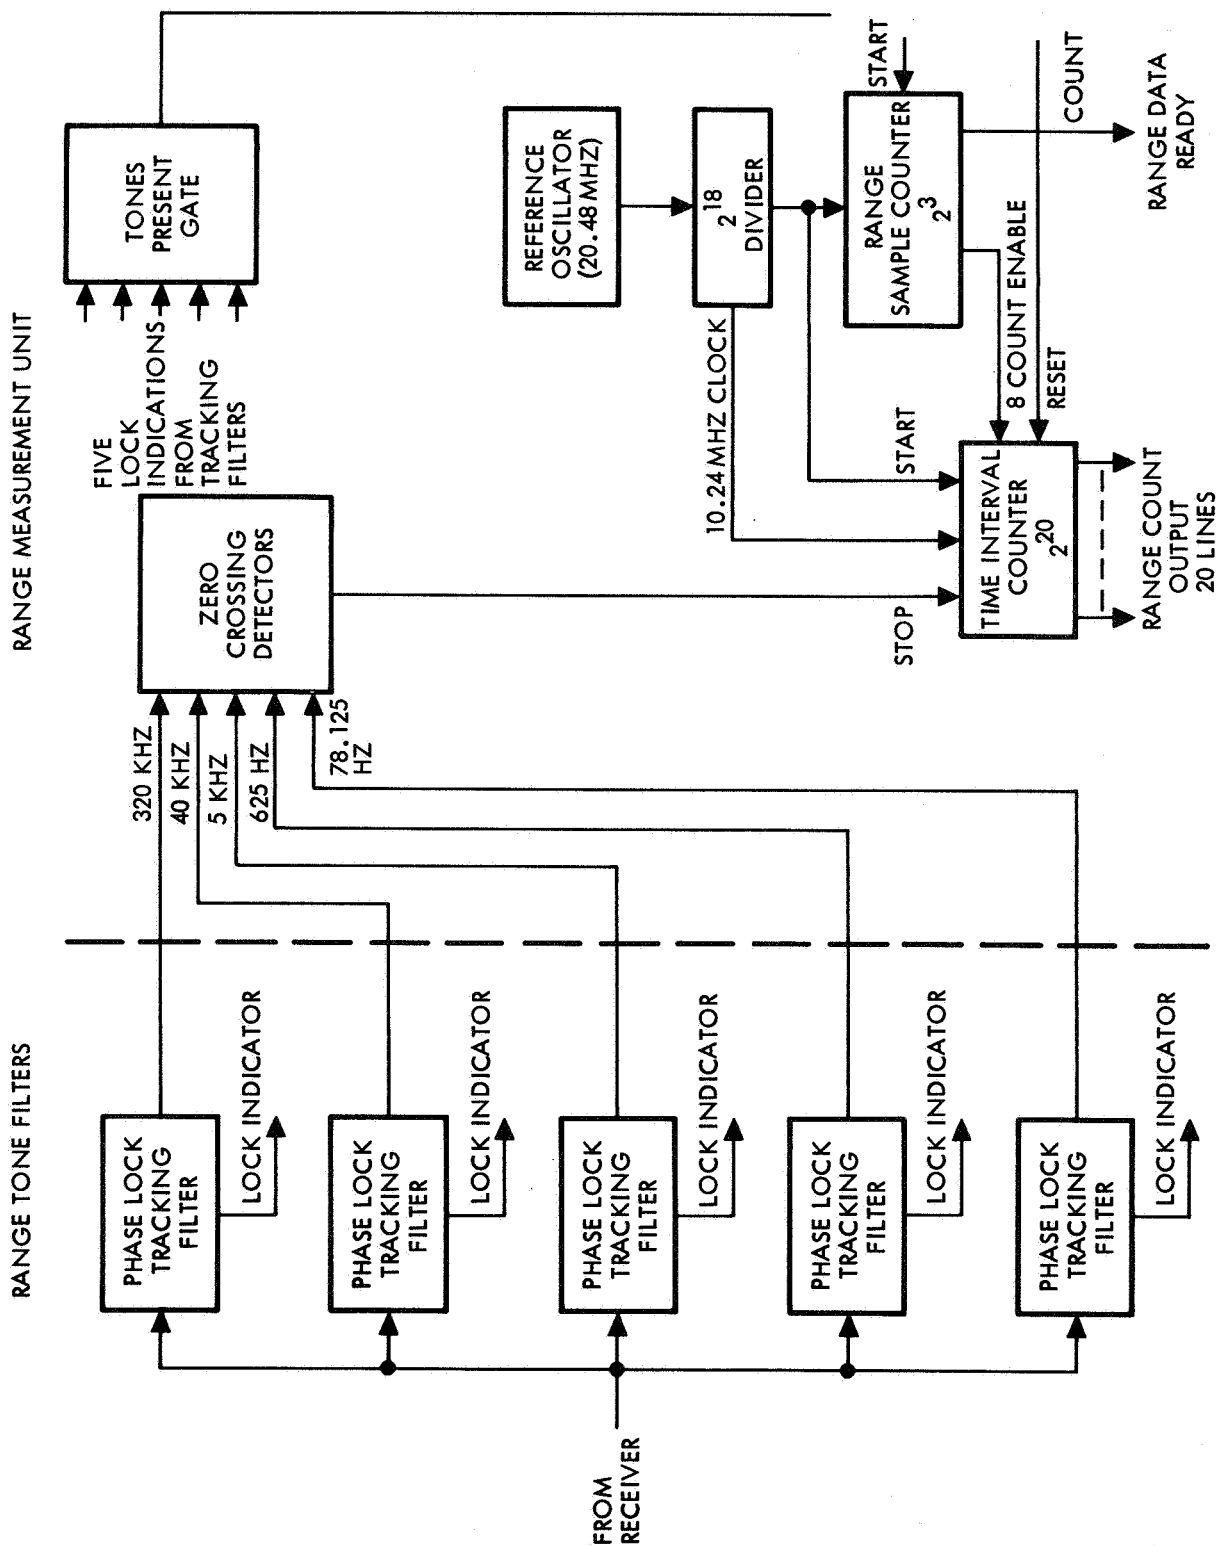 RANGE TONE FILTERS
RANGE MEASUREMENT UNIT
FROM
RECEIVER
PHASE LOCK
TRACKING
FILTER
LOCK INDICATOR
PHASE LOCK
TRACKING
FILTER
LOCK INDICATOR
PHASE LOCK
TRACKING
FILTER
LOCK INDICATOR
PHASE LOCK
TRACKING
FILTER
LOCK INDICATOR
PHASE LOCK
TRACKING
FILTER
LOCK INDICATOR
320 KHZ
40 KHZ
5 KHZ
625 HZ
78.125
HZ
ZERO
CROSSING
DETECTORS
FIVE
LOCK
INDICATIONS
FROM
TRACKING
FILTERS
TONES
PRESENT
GATE
REFERENCE
OSCILLATOR
(20.48 MHZ)
2^18
DIVIDER
10.24 MHZ CLOCK
START
STOP
RANGE
SAMPLE COUNTER
2^3
START
8 COUNT ENABLE
RESET
COUNT
TIME INTERVAL
COUNTER
2^20
RANGE COUNT
OUTPUT
20 LINES
RANGE DATA
READY